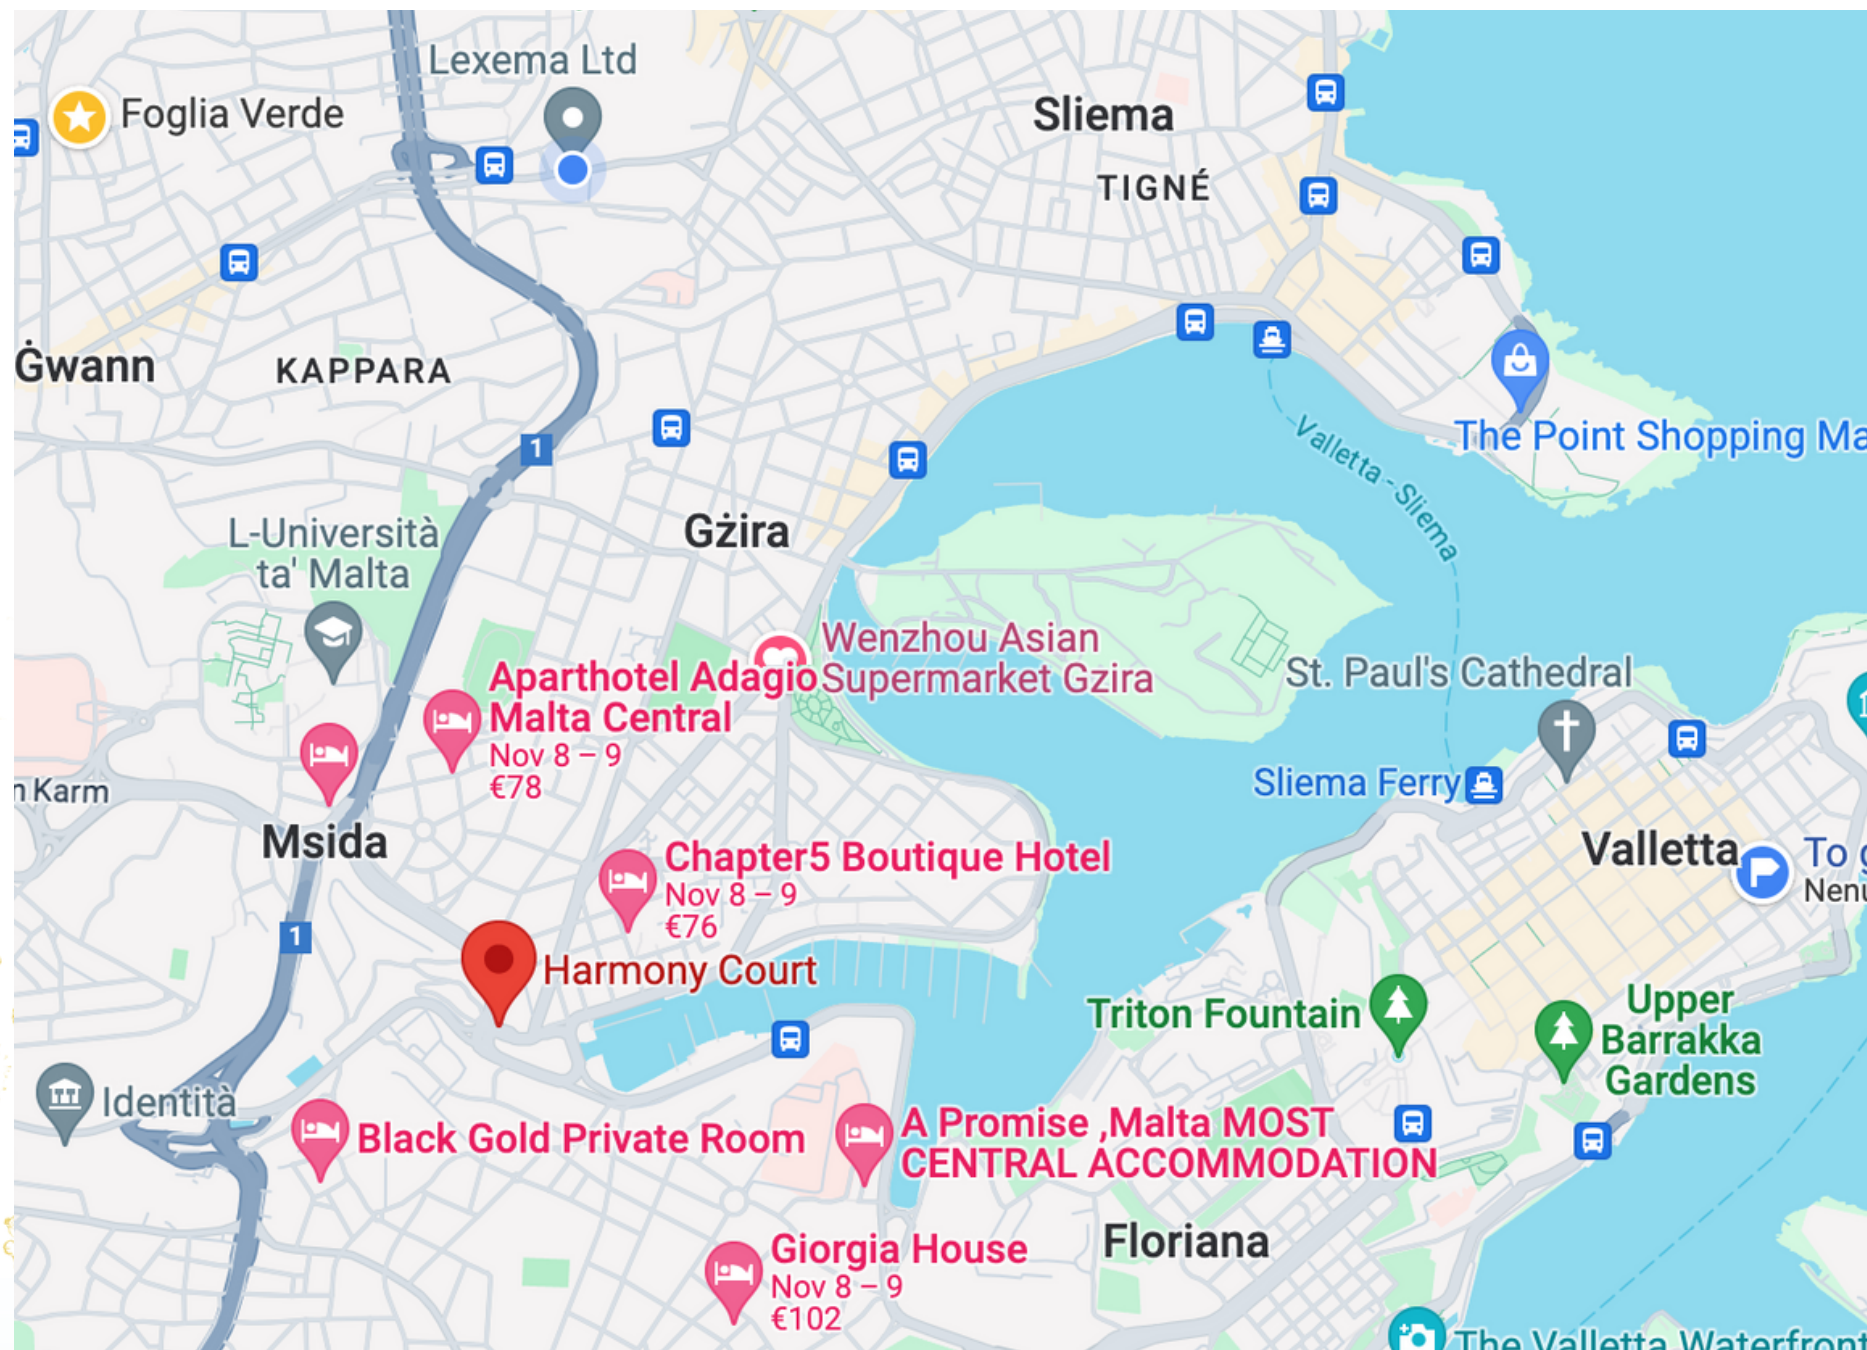 Lexema Ltd
Foglia Verde
Sliema
TIGNÉ
Ġwann
KAPPARA
1
The Point Shopping Ma
Valletta - Sliema
L-Università
ta' Malta
Gżira
Wenzhou Asian
Supermarket Gzira
Aparthotel Adagio
Malta Central
Nov 8 – 9
€78
St. Paul's Cathedral
Sliema Ferry
n Karm
Msida
Valletta
To g
Nenu
Chapter5 Boutique Hotel
Nov 8 – 9
€76
1
Harmony Court
Triton Fountain
Upper
Barrakka
Gardens
Identità
Black Gold Private Room
A Promise ,Malta MOST
CENTRAL ACCOMMODATION
Floriana
Giorgia House
Nov 8 – 9
€102
The Valletta Waterfront